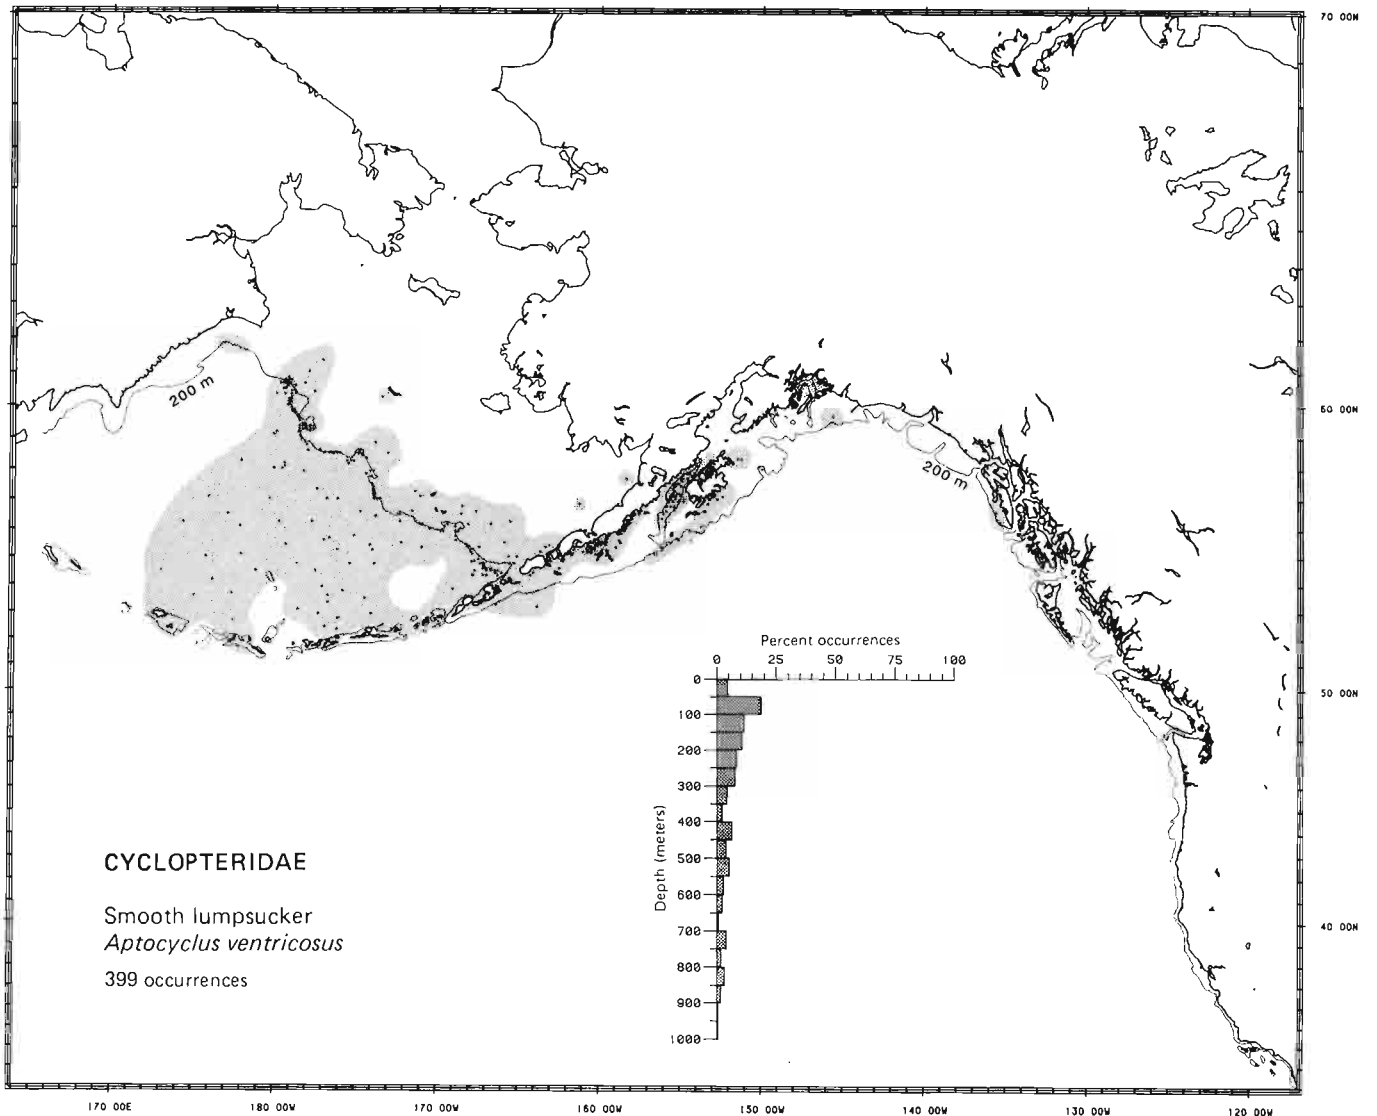 70 00N
200 m
60 00N
200 m
Percent occurrences
0 25 50 75 100
50 00N
Depth (meters)
0
100
200
300
400
500
600
700
800
900
1000
CYCLOPTERIDAE
Smooth lumpsucker
Aptocyclus ventricosus
399 occurrences
40 00N
170 00E 180 00W 170 00W 160 00W 150 00W 140 00W 130 00W 120 00W